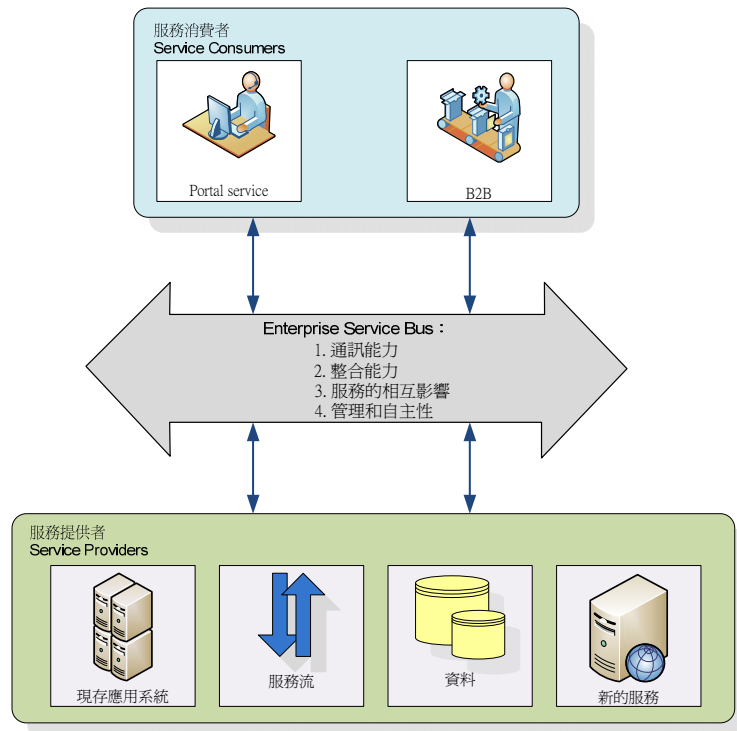 服務消費者
Service Consumers
Portal service
B2B
Enterprise Service Bus：
1. 通訊能力
2. 整合能力
3. 服務的相互影響
4. 管理和自主性
服務提供者
Service Providers
現存應用系統
服務流
資料
新的服務